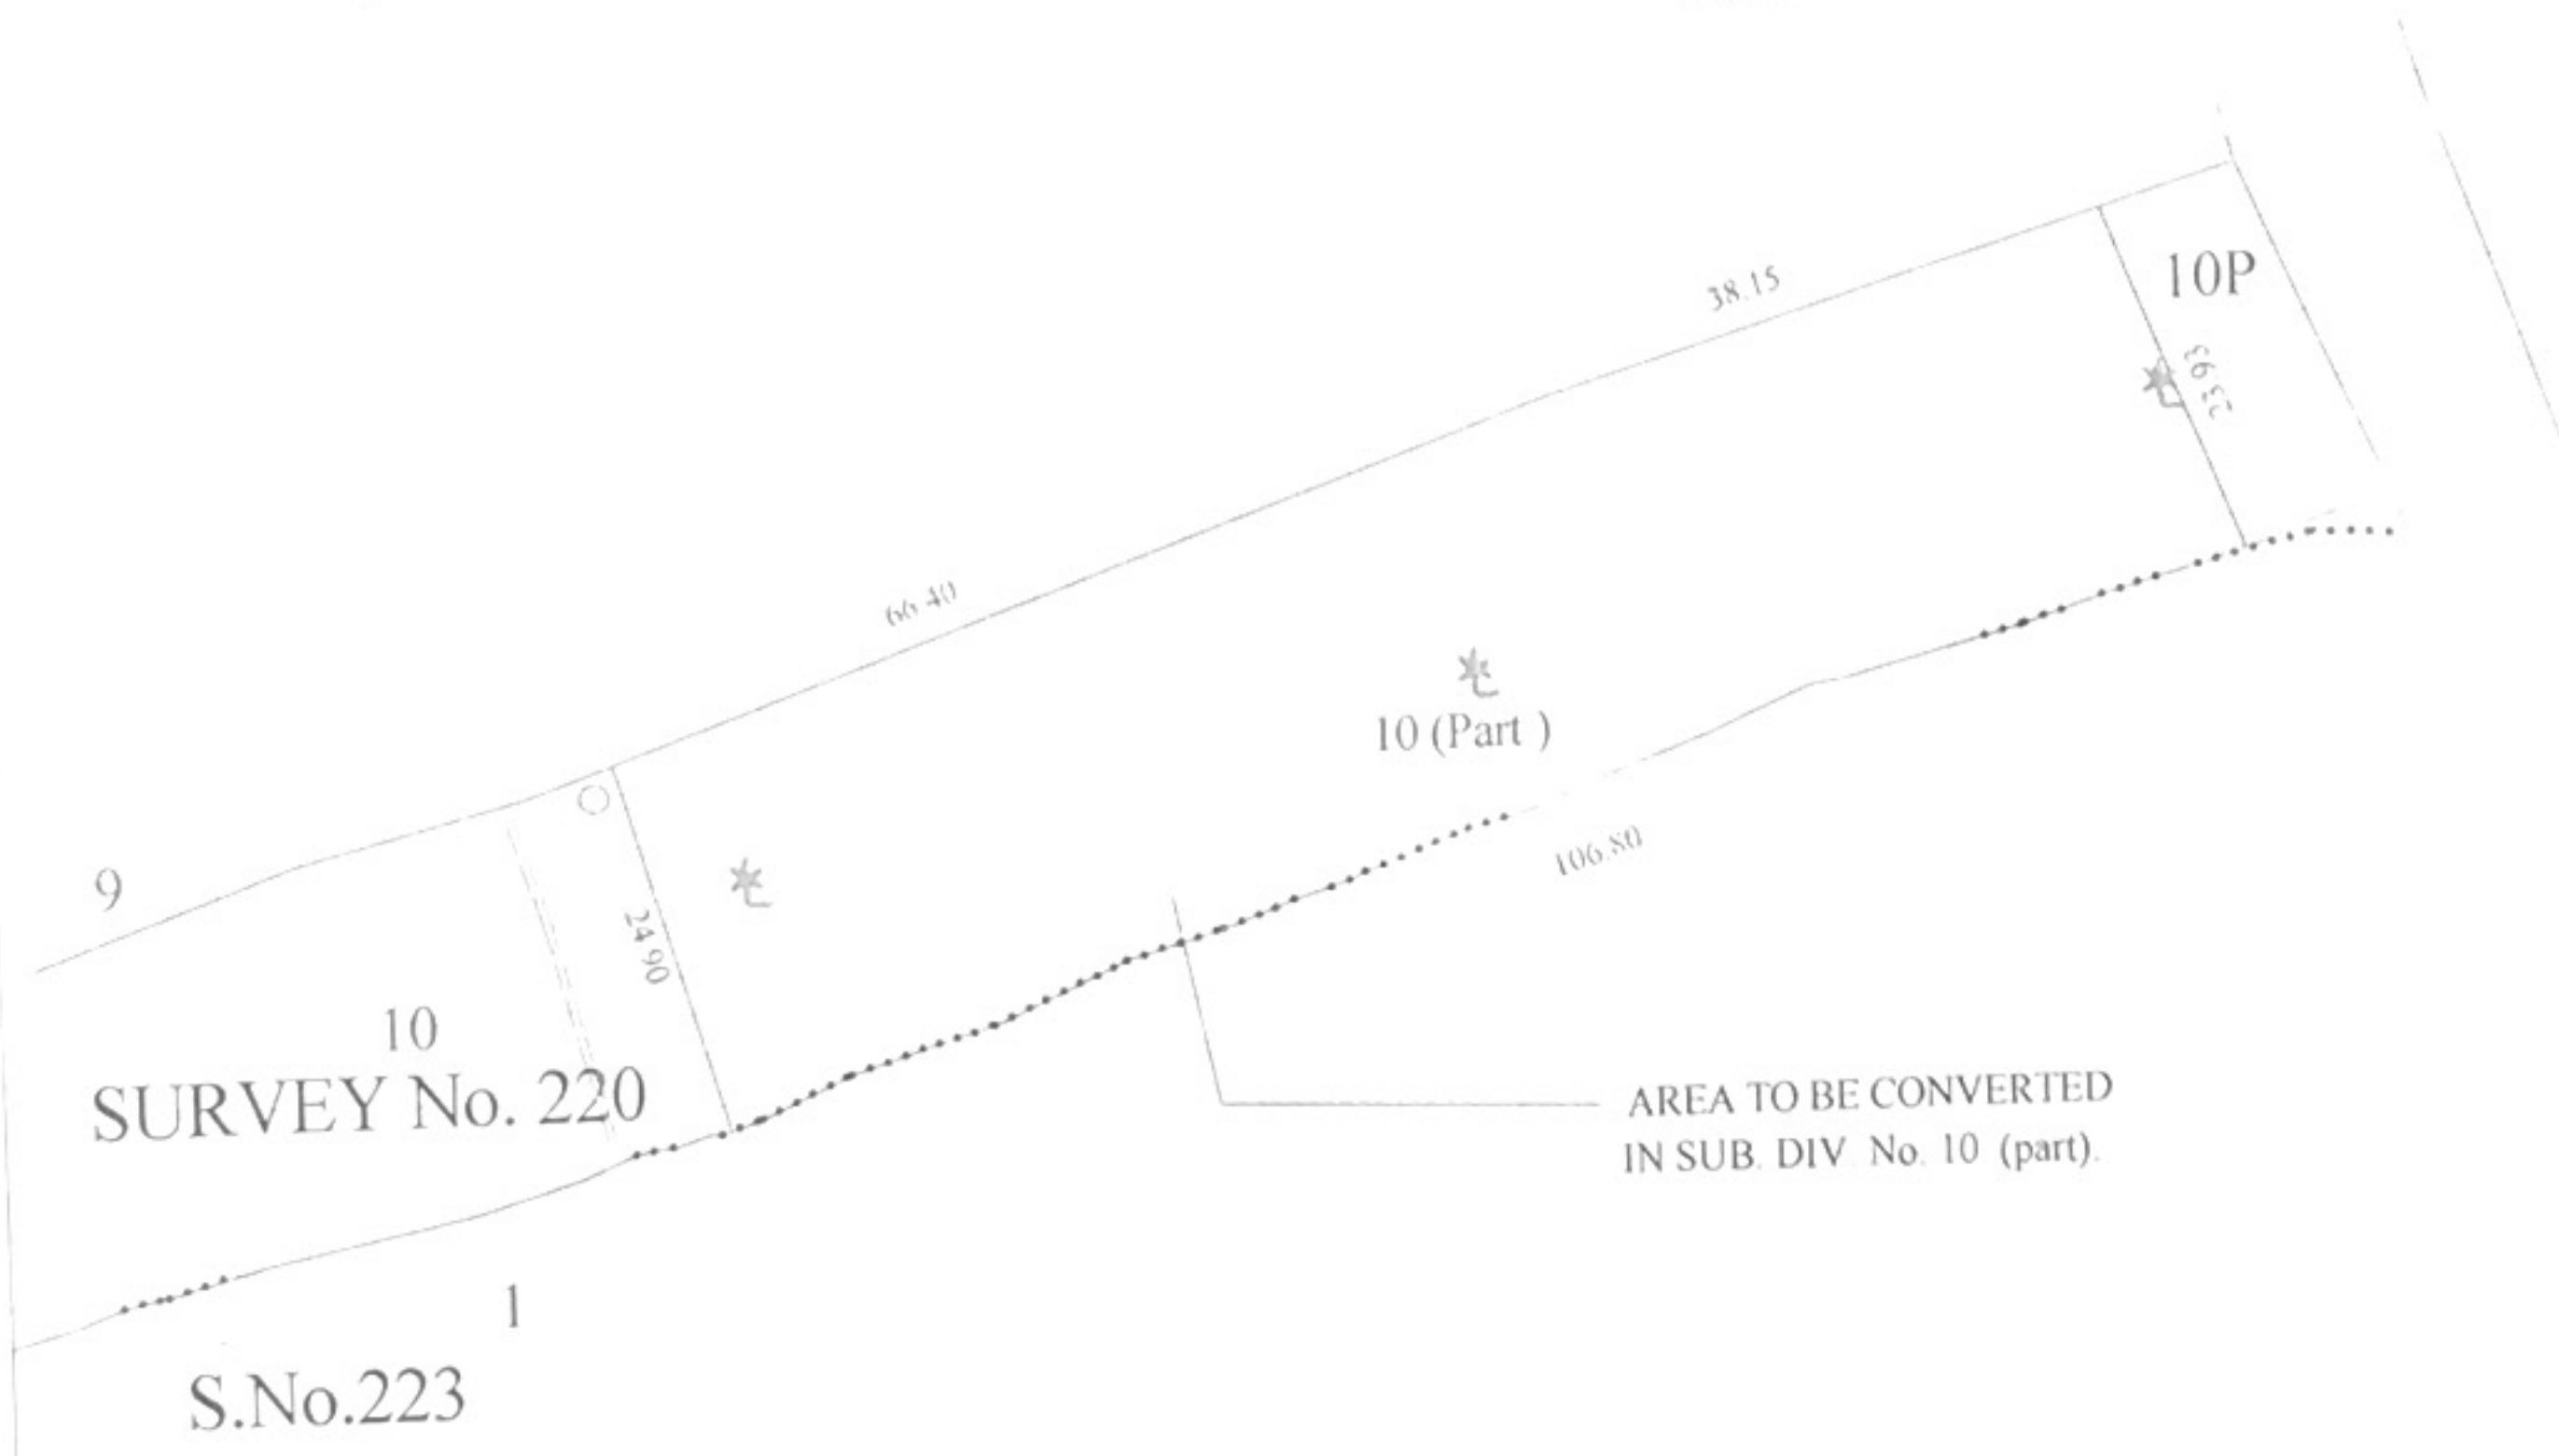 38.15
10P
23.93
66.40
10 (Part )
106.80
9
24.90
10
SURVEY No. 220
AREA TO BE CONVERTED
IN SUB. DIV. No. 10 (part).
1
S.No.223